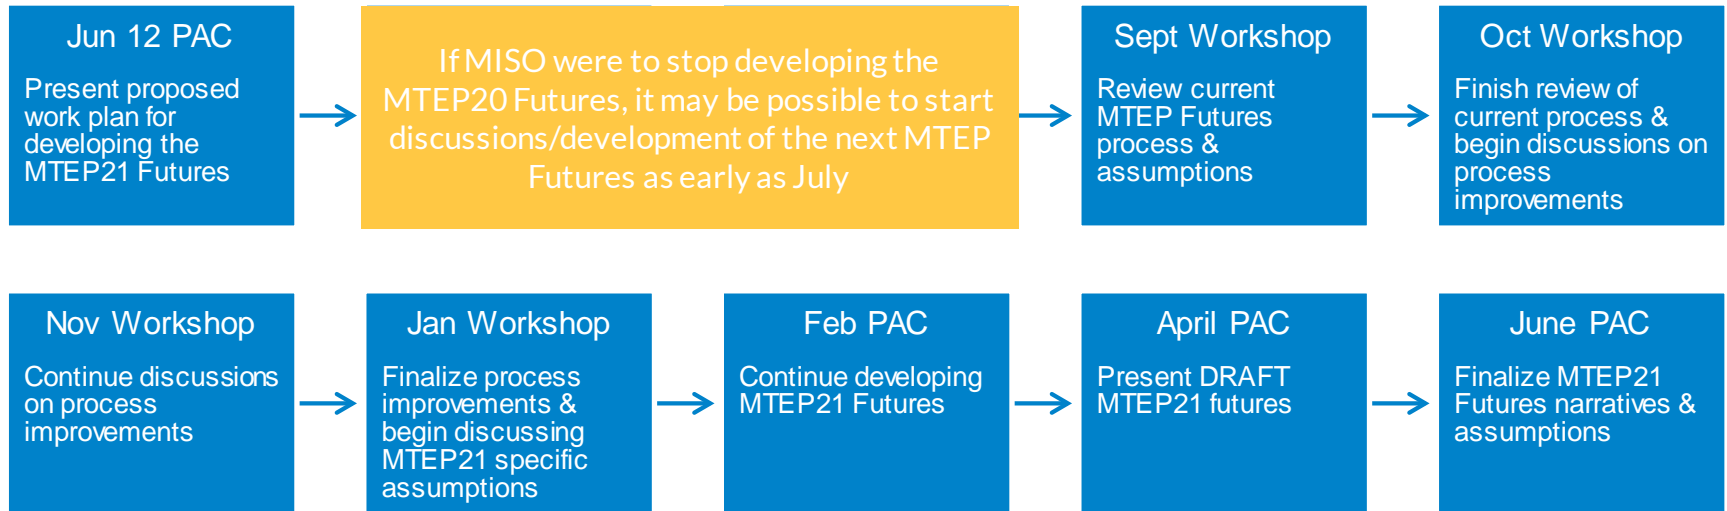 Jun 12 PAC
Present proposed
work plan for
developing the
MTEP21 Futures
If MISO were to stop developing the
MTEP20 Futures, it may be possible to start
discussions/development of the next MTEP
Futures as early as July
Sept Workshop
Review current
MTEP Futures
process &
assumptions
Oct Workshop
Finish review of
current process &
begin discussions on
process
improvements
Nov Workshop
Continue discussions
on process
improvements
Jan Workshop
Finalize process
improvements &
begin discussing
MTEP21 specific
assumptions
Feb PAC
Continue developing
MTEP21 Futures
April PAC
Present DRAFT
MTEP21 futures
June PAC
Finalize MTEP21
Futures narratives &
assumptions